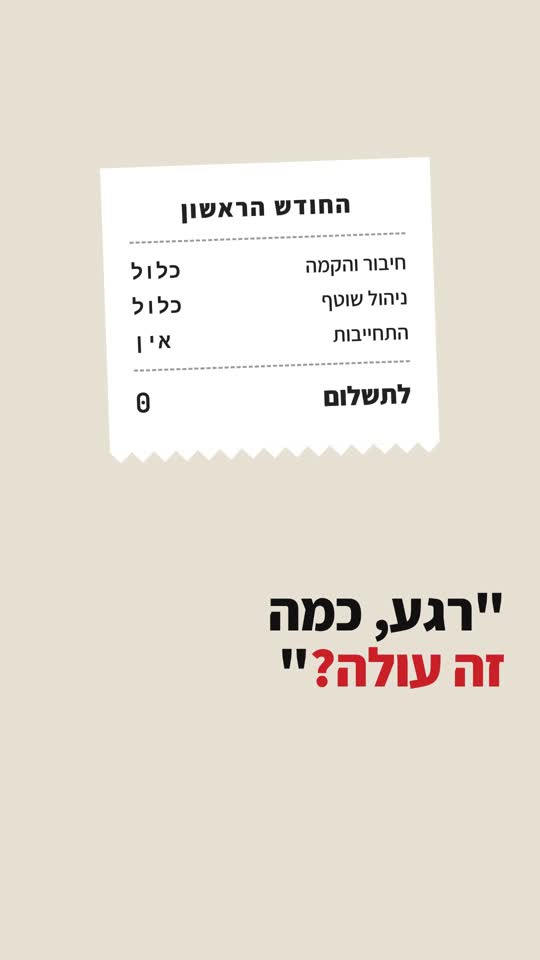 החודש הראשון
חיבור והקמה כלול
ניהול שוטף כלול
התחייבות אין
לתשלום 0
"רגע, כמה
זה עולה?"